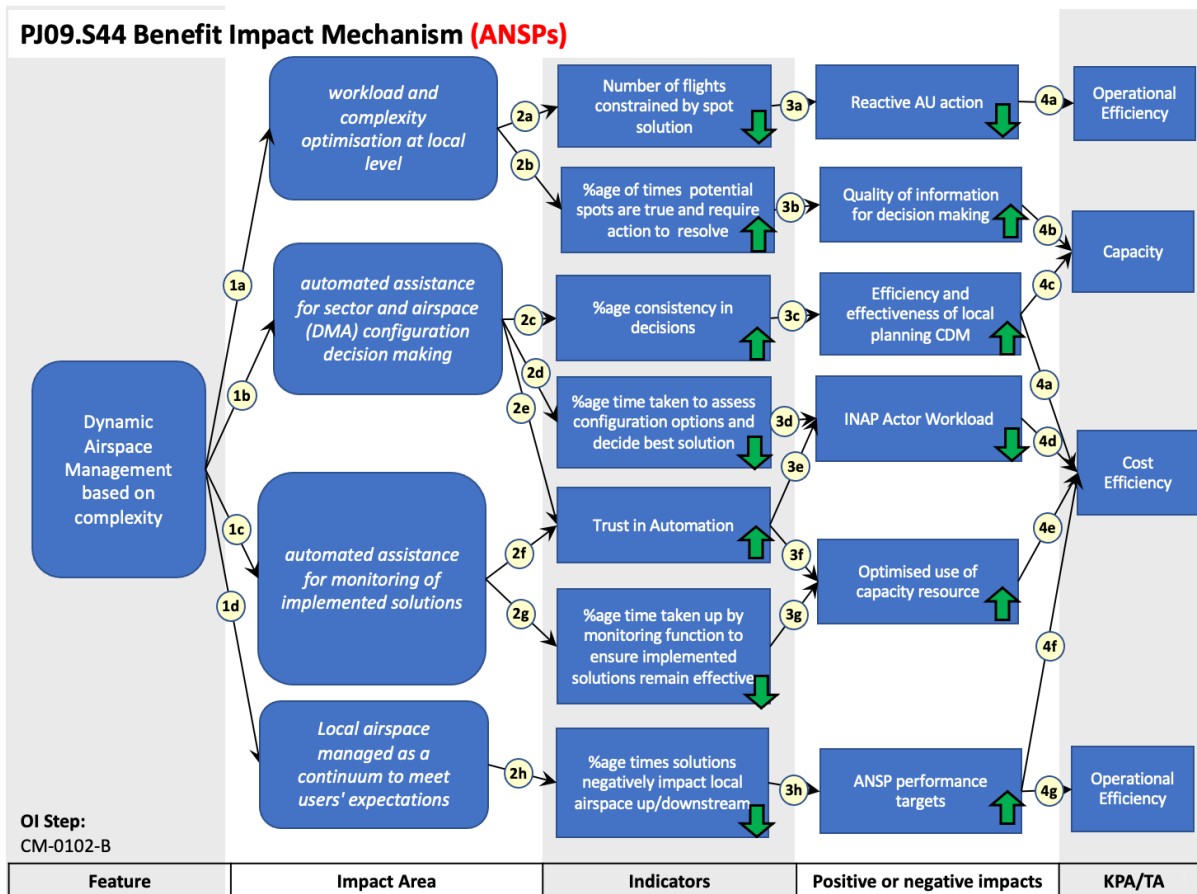 PJ09.S44 Benefit Impact Mechanism (ANSPs)
Dynamic
Airspace
Management
based on
complexity
OI Step:
CM-0102-B
1a
1b
1c
1d
workload and
complexity
optimisation at local
level
automated assistance
for sector and airspace
(DMA) configuration
decision making
automated assistance
for monitoring of
implemented solutions
Local airspace
managed as a
continuum to meet
users' expectations
2a
2b
2c
2d
2e
2f
2g
2h
Number of flights
constrained by spot
solution
%age of times potential
spots are true and require
action to resolve
%age consistency in
decisions
%age time taken to assess
configuration options and
decide best solution
Trust in Automation
%age time taken up by
monitoring function to
ensure implemented
solutions remain effective
%age times solutions
negatively impact local
airspace up/downstream
3a
3b
3c
3d
3e
3f
3g
3h
Reactive AU action
Quality of information
for decision making
Efficiency and
effectiveness of local
planning CDM
INAP Actor Workload
Optimised use of
capacity resource
ANSP performance
targets
4a
4b
4c
4a
4d
4e
4f
4g
Operational
Efficiency
Capacity
Cost
Efficiency
Operational
Efficiency
Feature
Impact Area
Indicators
Positive or negative impacts
KPA/TA